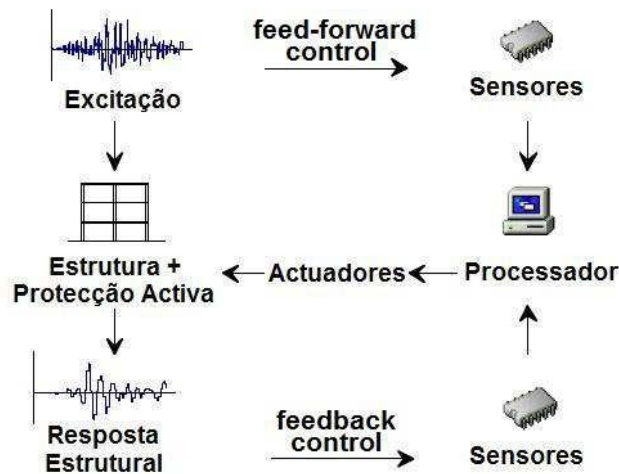 feed-forward
control
Excitação
Sensores
Estrutura +
Protecção Activa
Actuadores
Processador
Resposta
Estrutural
feedback
control
Sensores